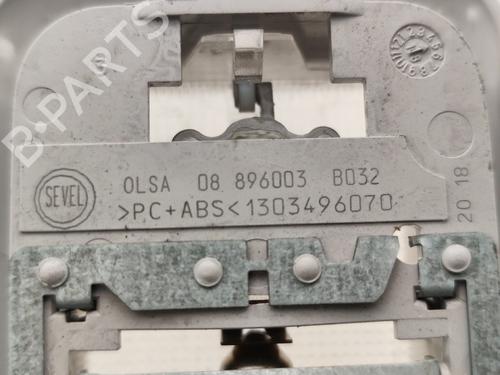 OLSA 08 896003 B032
SEVEL
>PC+ABS<1303496070
20 18
B-PARTS